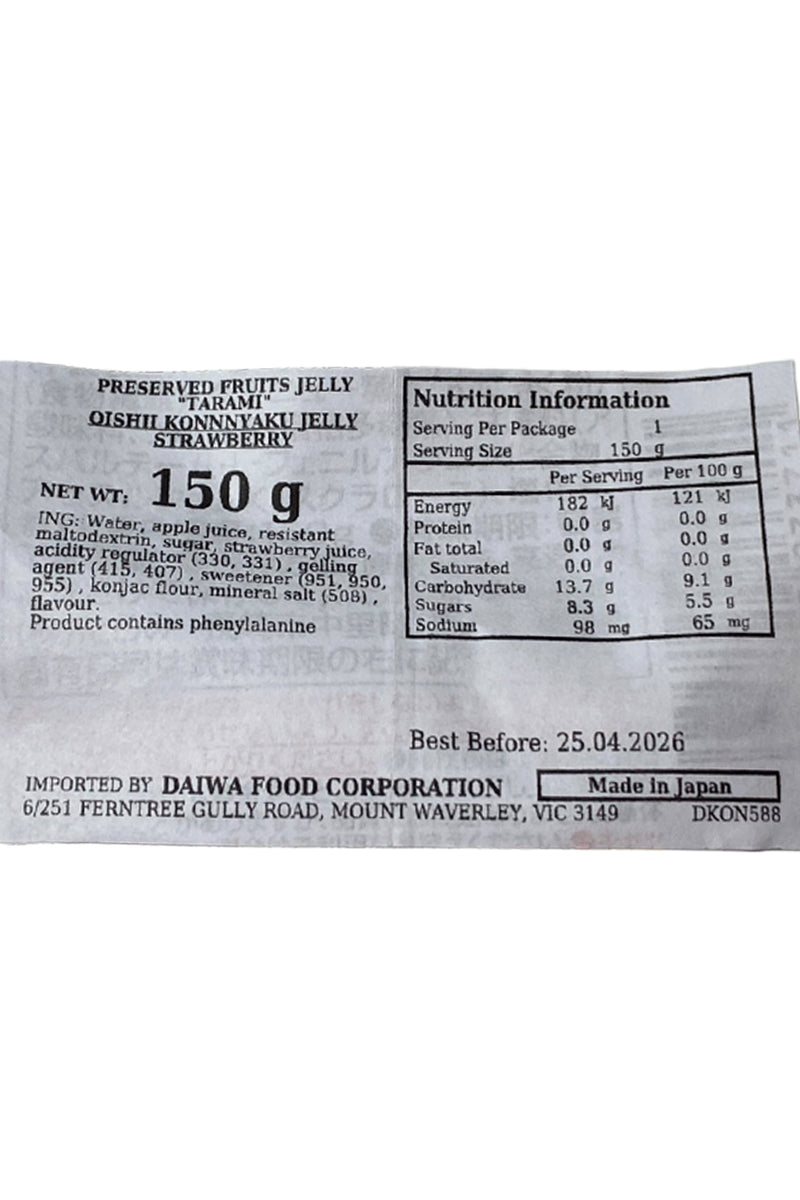 PRESERVED FRUITS JELLY
"TARAMI"
OISHII KONNNYAKU JELLY
STRAWBERRY
NET WT: 150 g
ING: Water, apple juice, resistant
maltodextrin, sugar, strawberry juice,
acidity regulator (330, 331) , gelling
agent (415, 407) , sweetener (951, 950,
955) , konjac flour, mineral salt (508) ,
flavour.
Product contains phenylalanine
Nutrition Information
Serving Per Package 1
Serving Size 150 g
Per Serving Per 100 g
Energy 182 kJ 121 kJ
Protein 0.0 g 0.0 g
Fat total 0.0 g 0.0 g
Saturated 0.0 g 0.0 g
Carbohydrate 13.7 g 9.1 g
Sugars 8.3 g 5.5 g
Sodium 98 mg 65 mg
Best Before: 25.04.2026
IMPORTED BY DAIWA FOOD CORPORATION Made in Japan
6/251 FERNTREE GULLY ROAD, MOUNT WAVERLEY, VIC 3149 DKON588